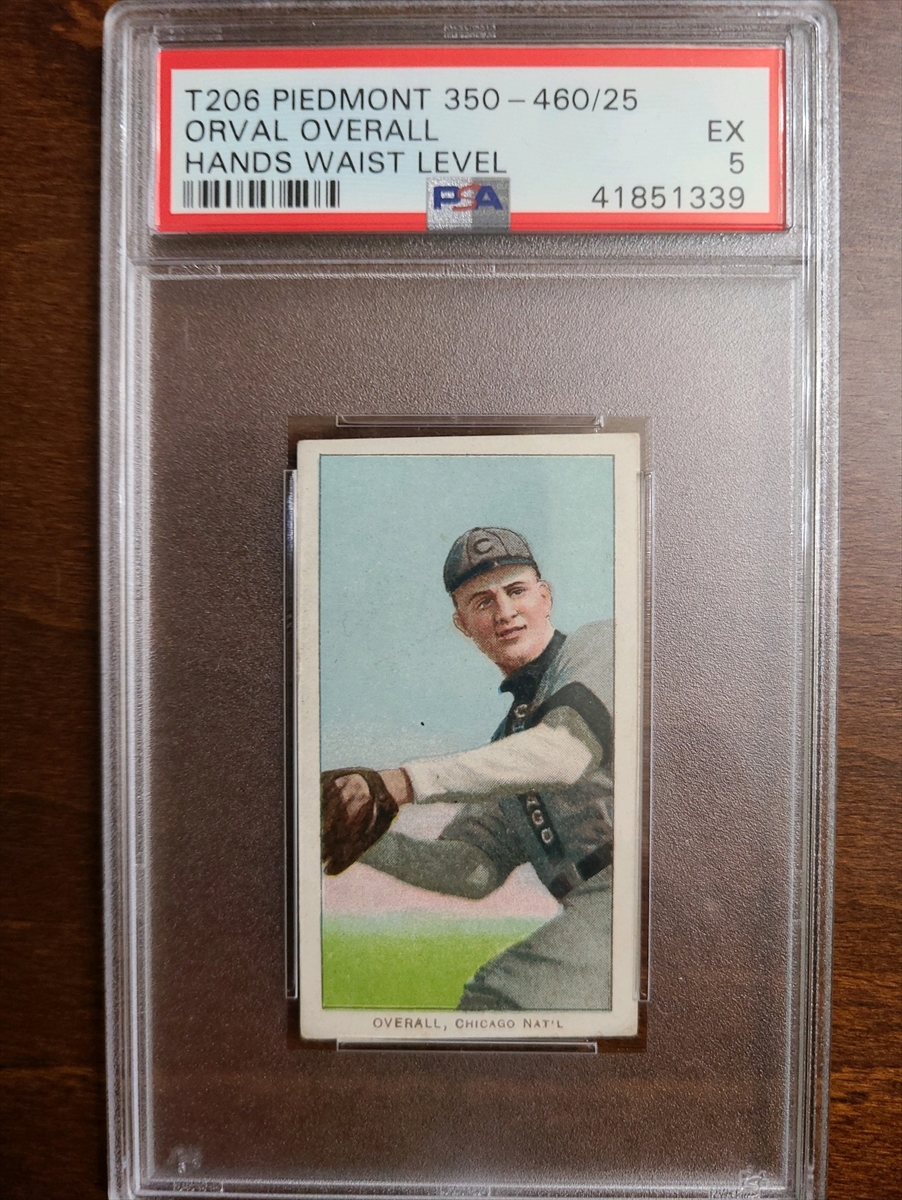 T206 PIEDMONT 350-460/25
ORVAL OVERALL EX
HANDS WAIST LEVEL 5
PSA 41851339
C
OVERALL, CHICAGO NAT'L